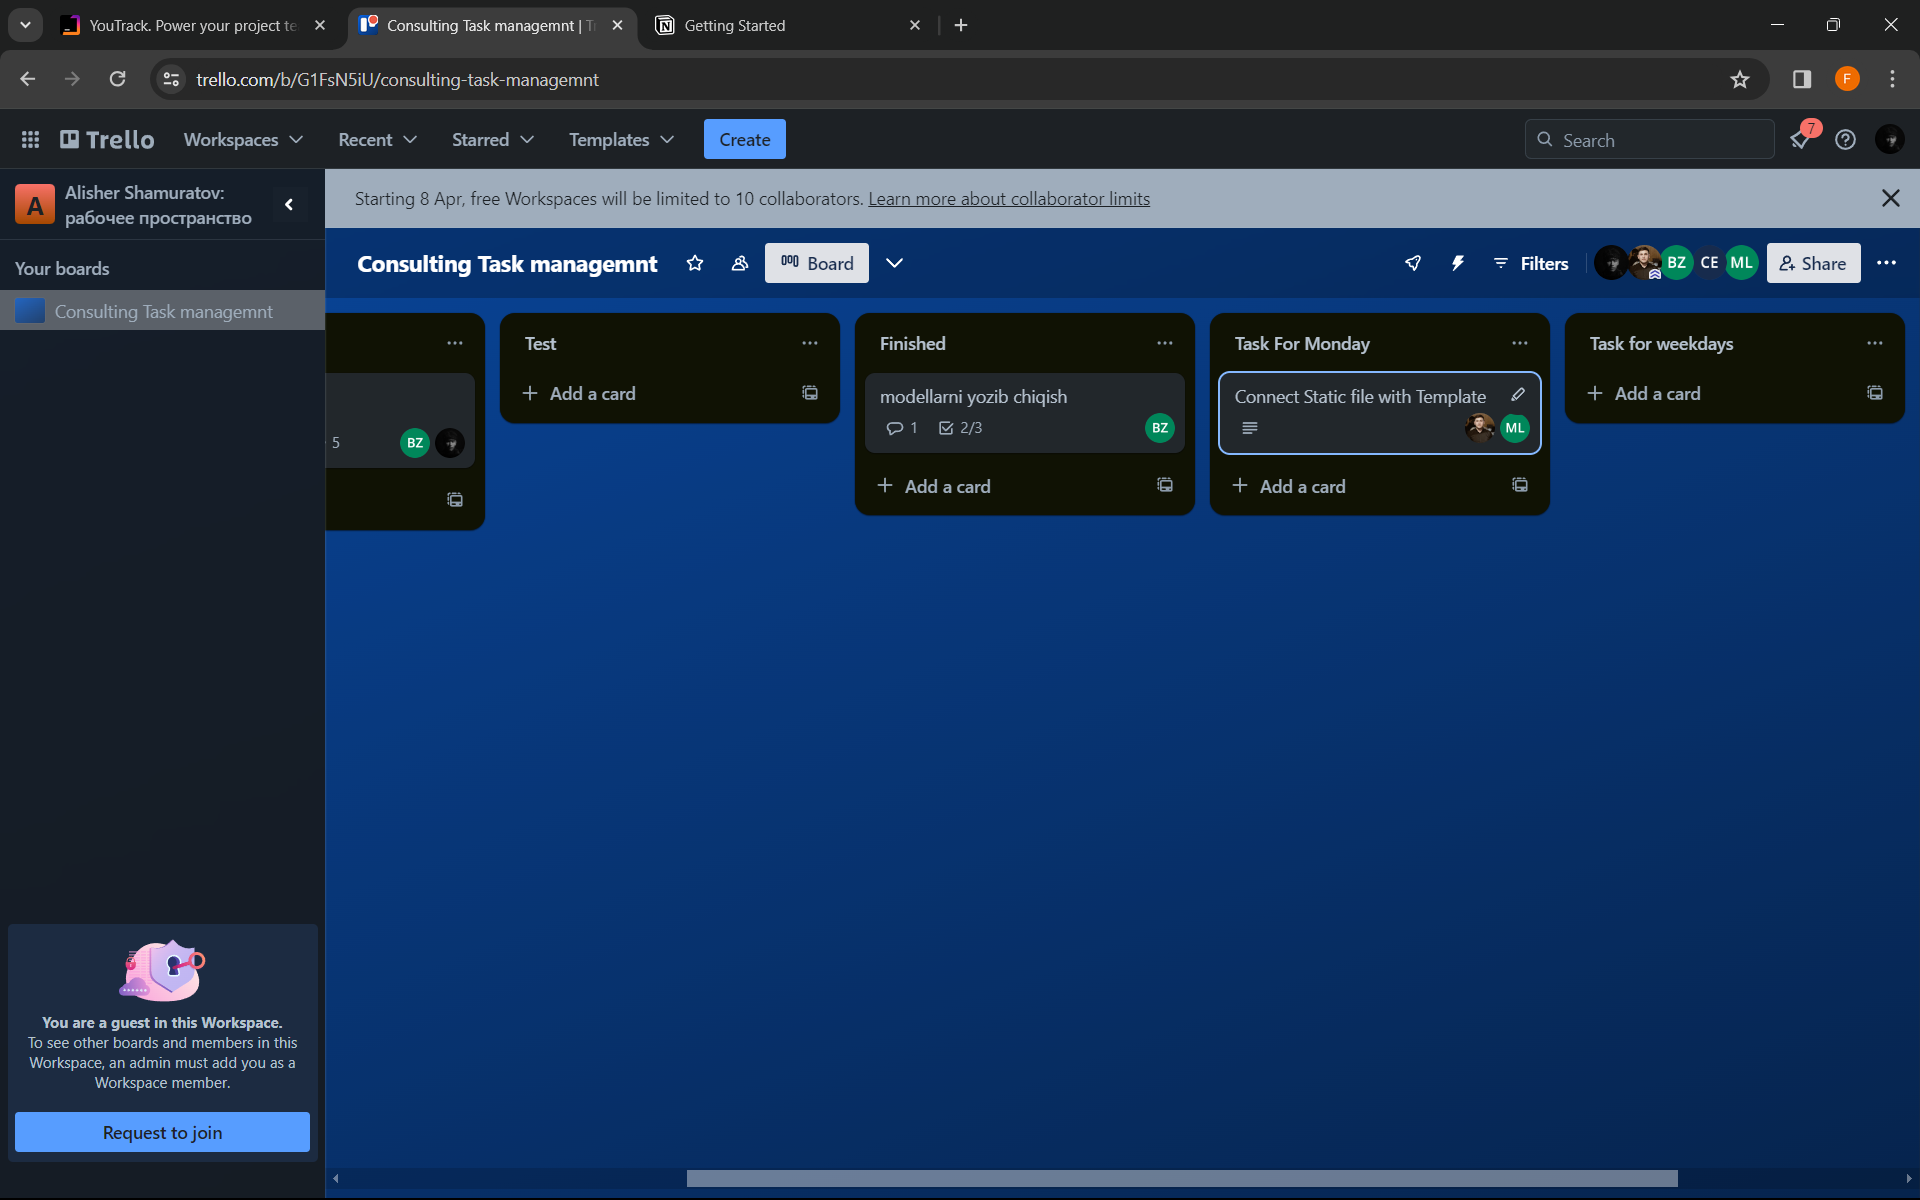 YouTrack. Power your project te
Consulting Task managemnt | Tr
Getting Started
trello.com/b/G1FsN5iU/consulting-task-managemnt
F
Trello
Workspaces
Recent
Starred
Templates
Create
Search
7
A
Alisher Shamuratov:
рабочее пространство
Starting 8 Apr, free Workspaces will be limited to 10 collaborators. Learn more about collaborator limits
Your boards
Consulting Task managemnt
Consulting Task managemnt
Board
Filters
BZ
CE
ML
Share
5
BZ
Test
Add a card
Finished
modellarni yozib chiqish
1
2/3
BZ
Add a card
Task For Monday
Connect Static file with Template
ML
Add a card
Task for weekdays
Add a card
You are a guest in this Workspace.
To see other boards and members in this
Workspace, an admin must add you as a
Workspace member.
Request to join